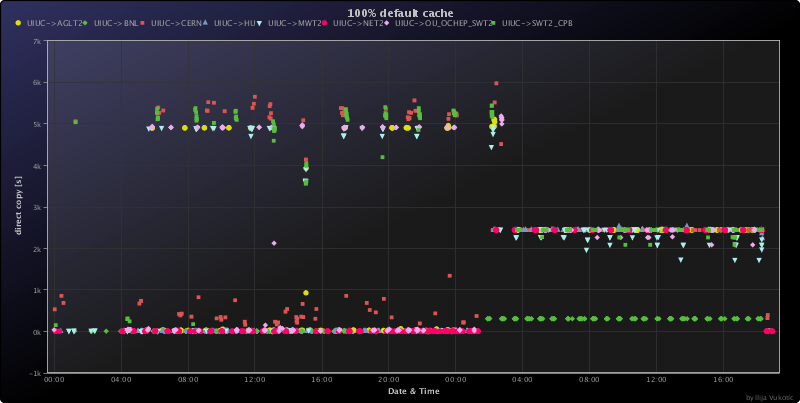 100% default cache
UIUC->AGLT2 UIUC->BNL UIUC->CERN UIUC->HU UIUC->MWT2 UIUC->NET2 UIUC->OU_OCHEP_SWT2 UIUC->SWT2_CPB
7k
6k
5k
4k
3k
2k
1k
0k
-1k
direct copy [s]
00:00 04:00 08:00 12:00 16:00 20:00 00:00 04:00 08:00 12:00 16:00
Date & Time
by Ilija Vukotic